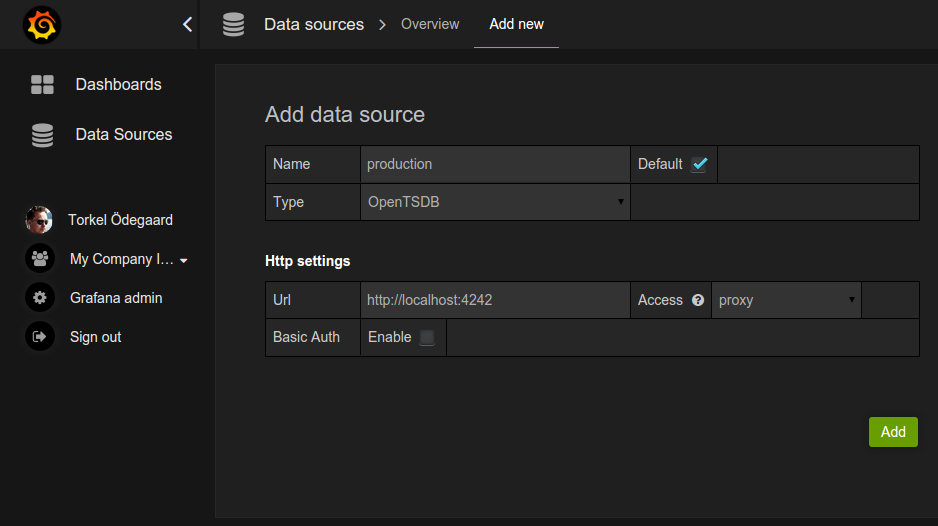 Data sources > Overview Add new
Dashboards
Data Sources
Torkel Ödegaard
My Company I...
Grafana admin
Sign out
Add data source
Name production Default
Type OpenTSDB
Http settings
Url http://localhost:4242 Access ? proxy
Basic Auth Enable
Add